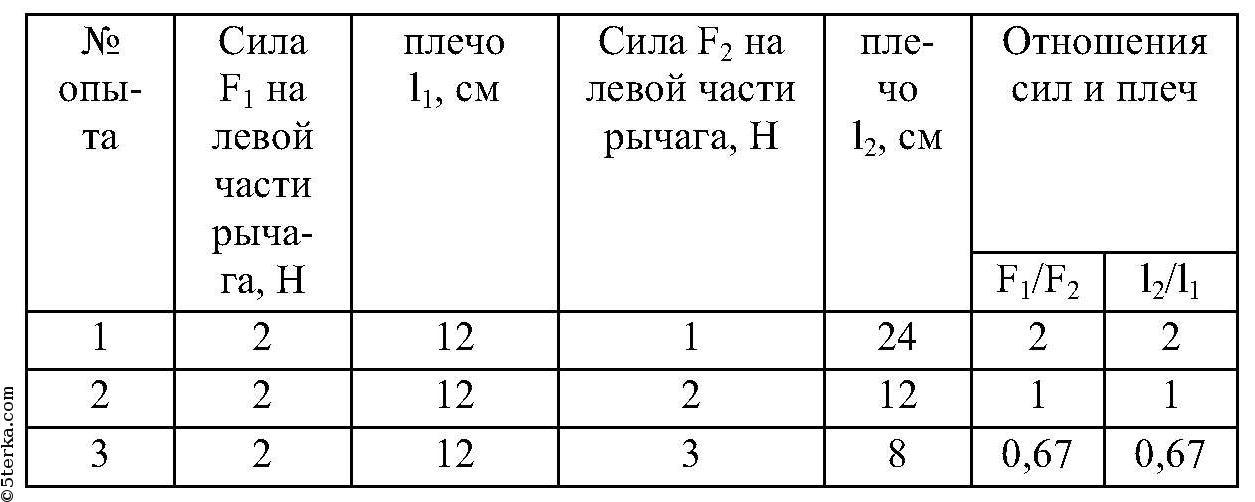 № опы-та
Сила F₁ на левой части рыча-га, Н
плечо l₁, см
Сила F₂ на левой части рычага, Н
пле-чо l₂, см
Отношения сил и плеч
F₁/F₂ l₂/l₁
1 2 12 1 24 2 2
2 2 12 2 12 1 1
3 2 12 3 8 0,67 0,67
©5terka.com